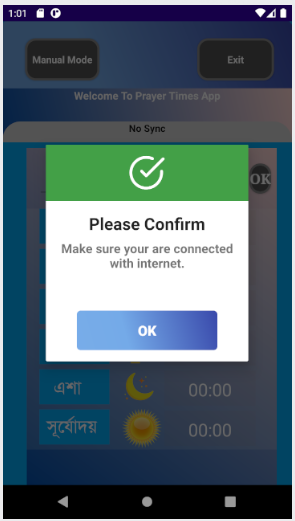 1:01
Manual Mode
Exit
Welcome To Prayer Times App
No Sync
OK
Please Confirm
Make sure your are connected
with internet.
OK
এশা
00:00
সূর্যোদয়
00:00